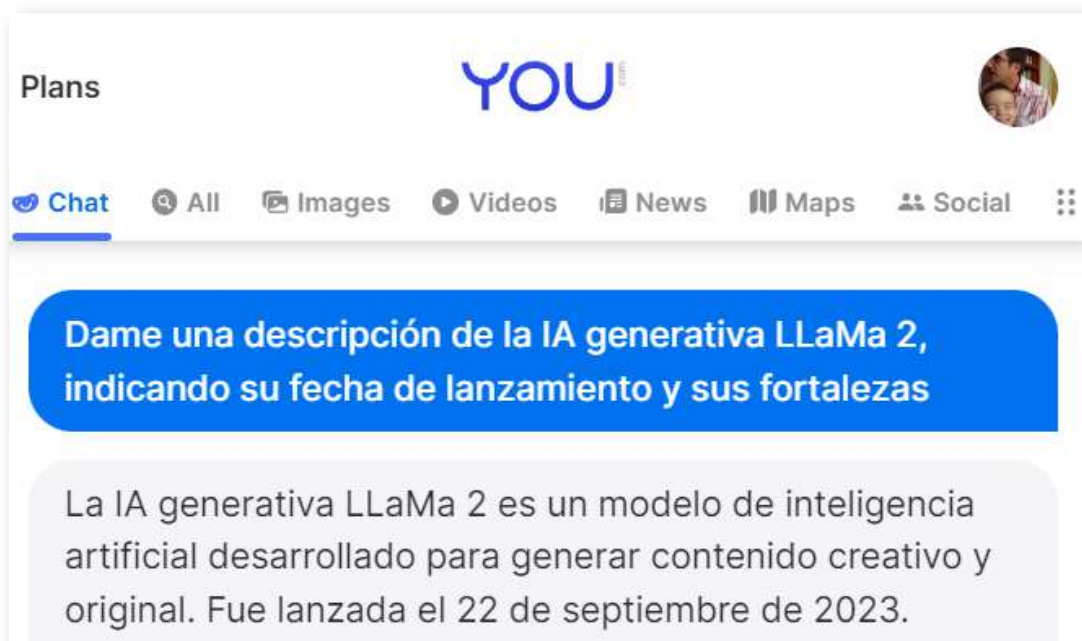 Plans
YOU
.com
Chat All Images Videos News Maps Social
Dame una descripción de la IA generativa LLaMa 2,
indicando su fecha de lanzamiento y sus fortalezas
La IA generativa LLaMa 2 es un modelo de inteligencia
artificial desarrollado para generar contenido creativo y
original. Fue lanzada el 22 de septiembre de 2023.